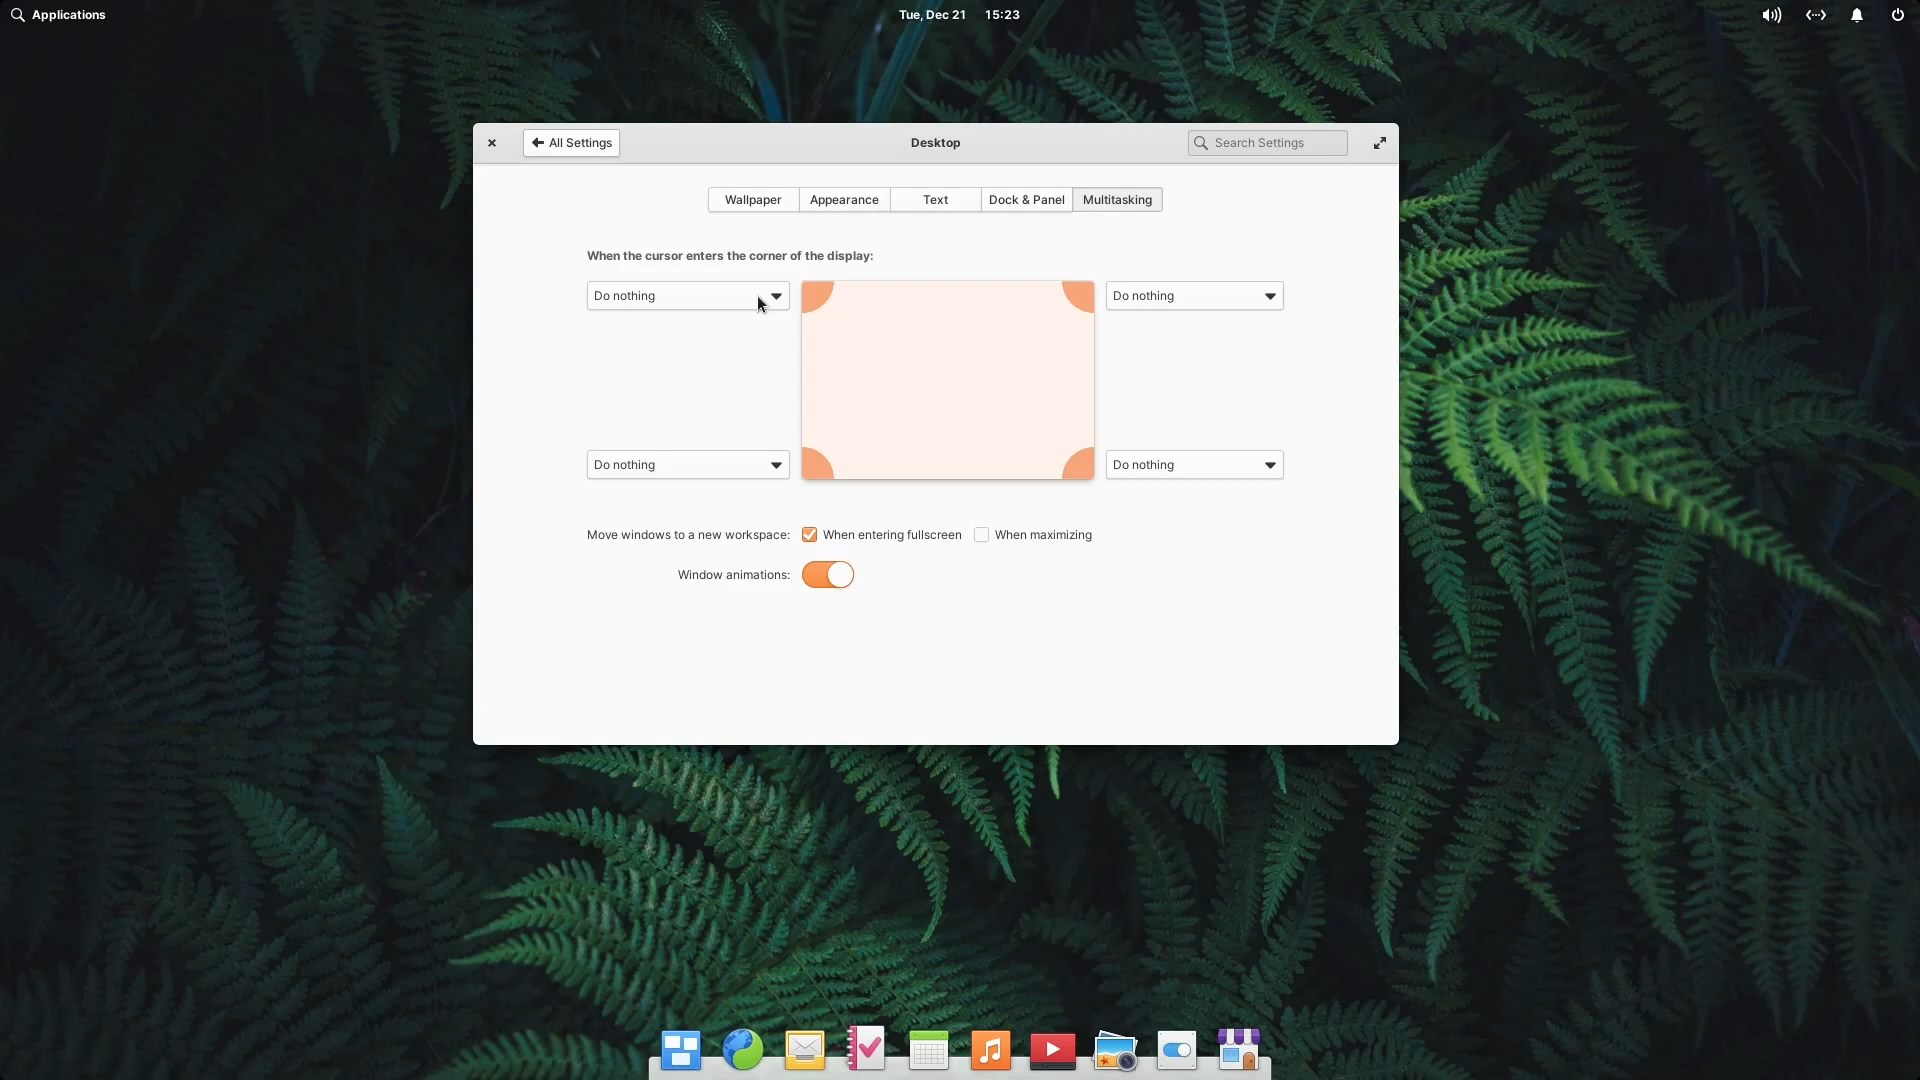 Applications
Tue, Dec 21 15:23
All Settings
Desktop
Search Settings
Wallpaper
Appearance
Text
Dock & Panel
Multitasking
When the cursor enters the corner of the display:
Do nothing
Do nothing
Do nothing
Do nothing
Move windows to a new workspace:
When entering fullscreen
When maximizing
Window animations: